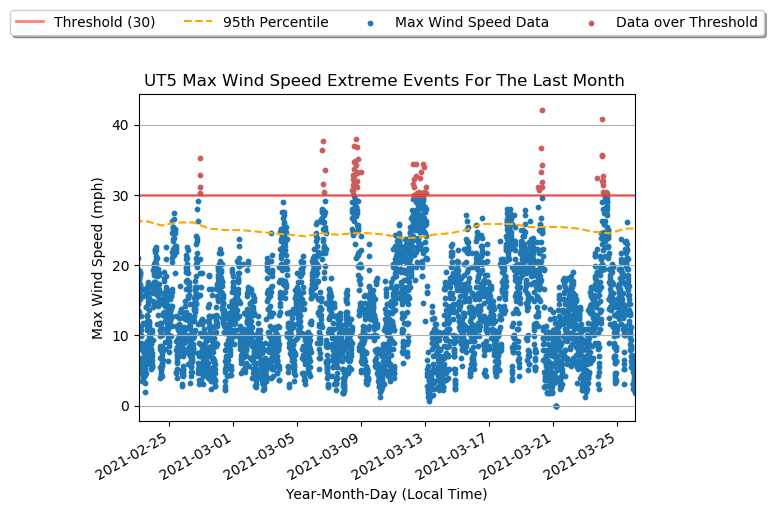 Threshold (30) 95th Percentile Max Wind Speed Data Data over Threshold
UT5 Max Wind Speed Extreme Events For The Last Month
Max Wind Speed (mph)
40
30
20
10
0
2021-02-25 2021-03-01 2021-03-05 2021-03-09 2021-03-13 2021-03-17 2021-03-21 2021-03-25
Year-Month-Day (Local Time)